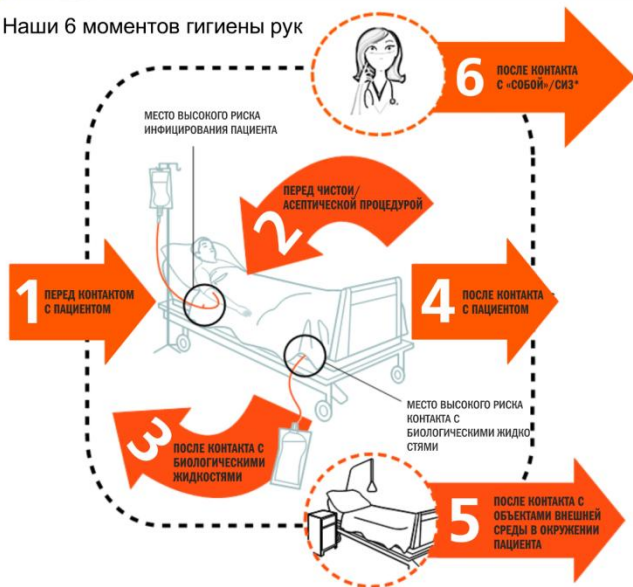 Наши 6 моментов гигиены рук
6
ПОСЛЕ КОНТАКТА
С «СОБОЙ»/СИЗ*
МЕСТО ВЫСОКОГО РИСКА
ИНФИЦИРОВАНИЯ ПАЦИЕНТА
2
ПЕРЕД ЧИСТОИ/
АСЕПТИЧЕСКОЙ ПРОЦЕДУРОЙ
1
ПЕРЕД КОНТАКТОМ
С ПАЦИЕНТОМ
4
ПОСЛЕ КОНТАКТА
С ПАЦИЕНТОМ
МЕСТО ВЫСОКОГО РИСКА
КОНТАКТА С
БИОЛОГИЧЕСКИМИ ЖИДКО
СТЯМИ
3
ПОСЛЕ КОНТАКТА С
БИОЛОГИЧЕСКИМИ
ЖИДКОСТЯМИ
5
ПОСЛЕ КОНТАКТА С
ОБЪЕКТАМИ ВНЕШНЕЙ
СРЕДЫ В ОКРУЖЕНИИ
ПАЦИЕНТА